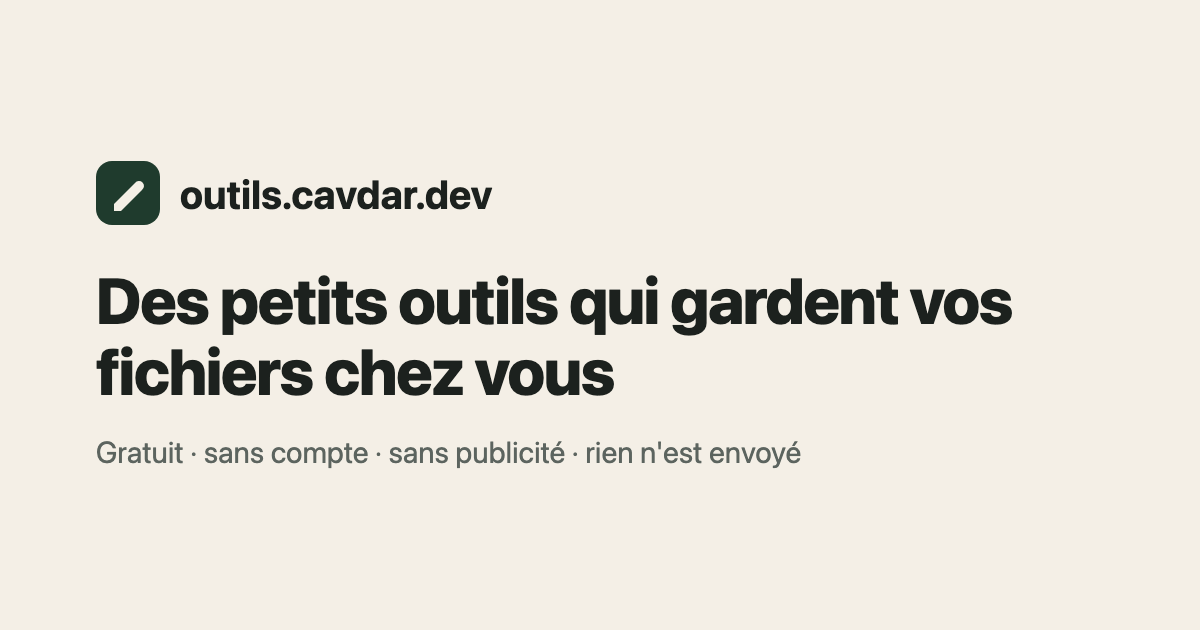 outils.cavdar.dev
Des petits outils qui gardent vos
fichiers chez vous
Gratuit · sans compte · sans publicité · rien n'est envoyé